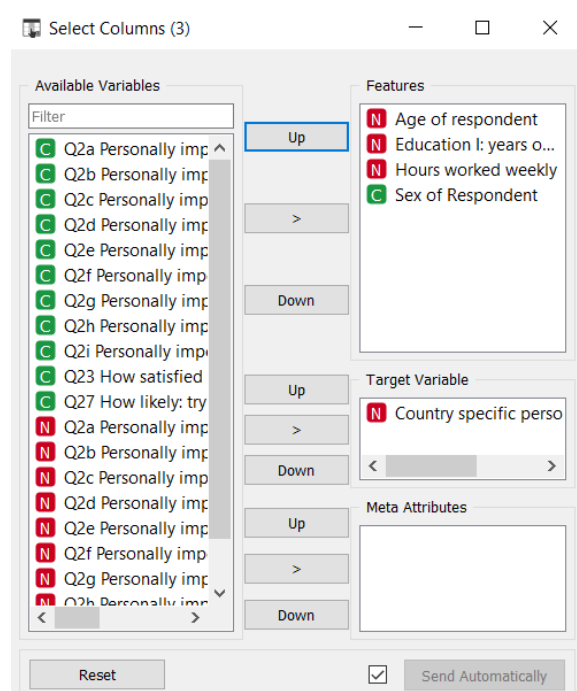 Select Columns (3)
Available Variables
Filter
C Q2a Personally imp
C Q2b Personally imp
C Q2c Personally imp
C Q2d Personally imp
C Q2e Personally imp
C Q2f Personally imp
C Q2g Personally imp
C Q2h Personally imp
C Q2i Personally imp
C Q23 How satisfied
C Q27 How likely: try
N Q2a Personally imp
N Q2b Personally imp
N Q2c Personally imp
N Q2d Personally imp
N Q2e Personally imp
N Q2f Personally imp
N Q2g Personally imp
N Q2h Personally imp
Up
>
Down
Up
>
Down
Up
>
Down
Features
N Age of respondent
N Education I: years o...
N Hours worked weekly
C Sex of Respondent
Target Variable
N Country specific perso
Meta Attributes
Reset
Send Automatically